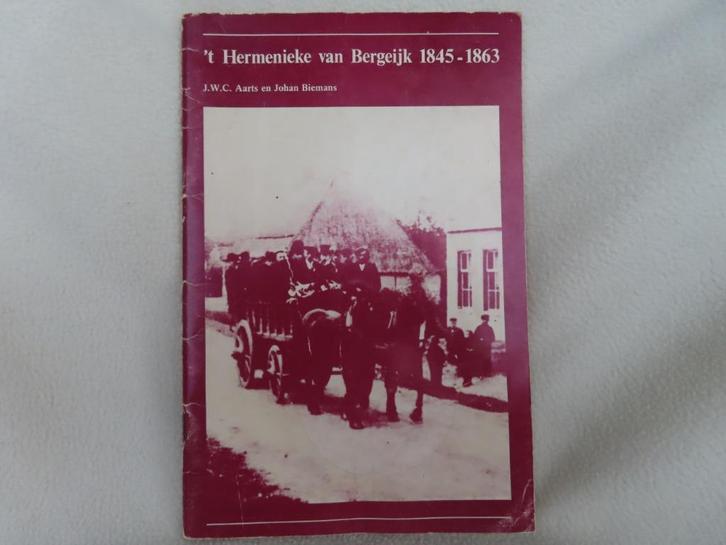 't Hermenieke van Bergeijk 1845-1863
J.W.C. Aarts en Johan Biemans